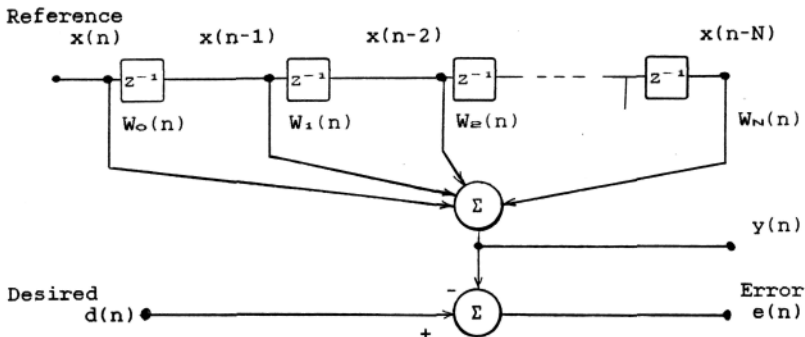 Reference
x(n) x(n-1) x(n-2) x(n-N)
z⁻¹ z⁻¹ z⁻¹ z⁻¹
W₀(n) W₁(n) W₂(n) W_N(n)
Σ
y(n)
-
Desired Error
d(n) Σ e(n)
+